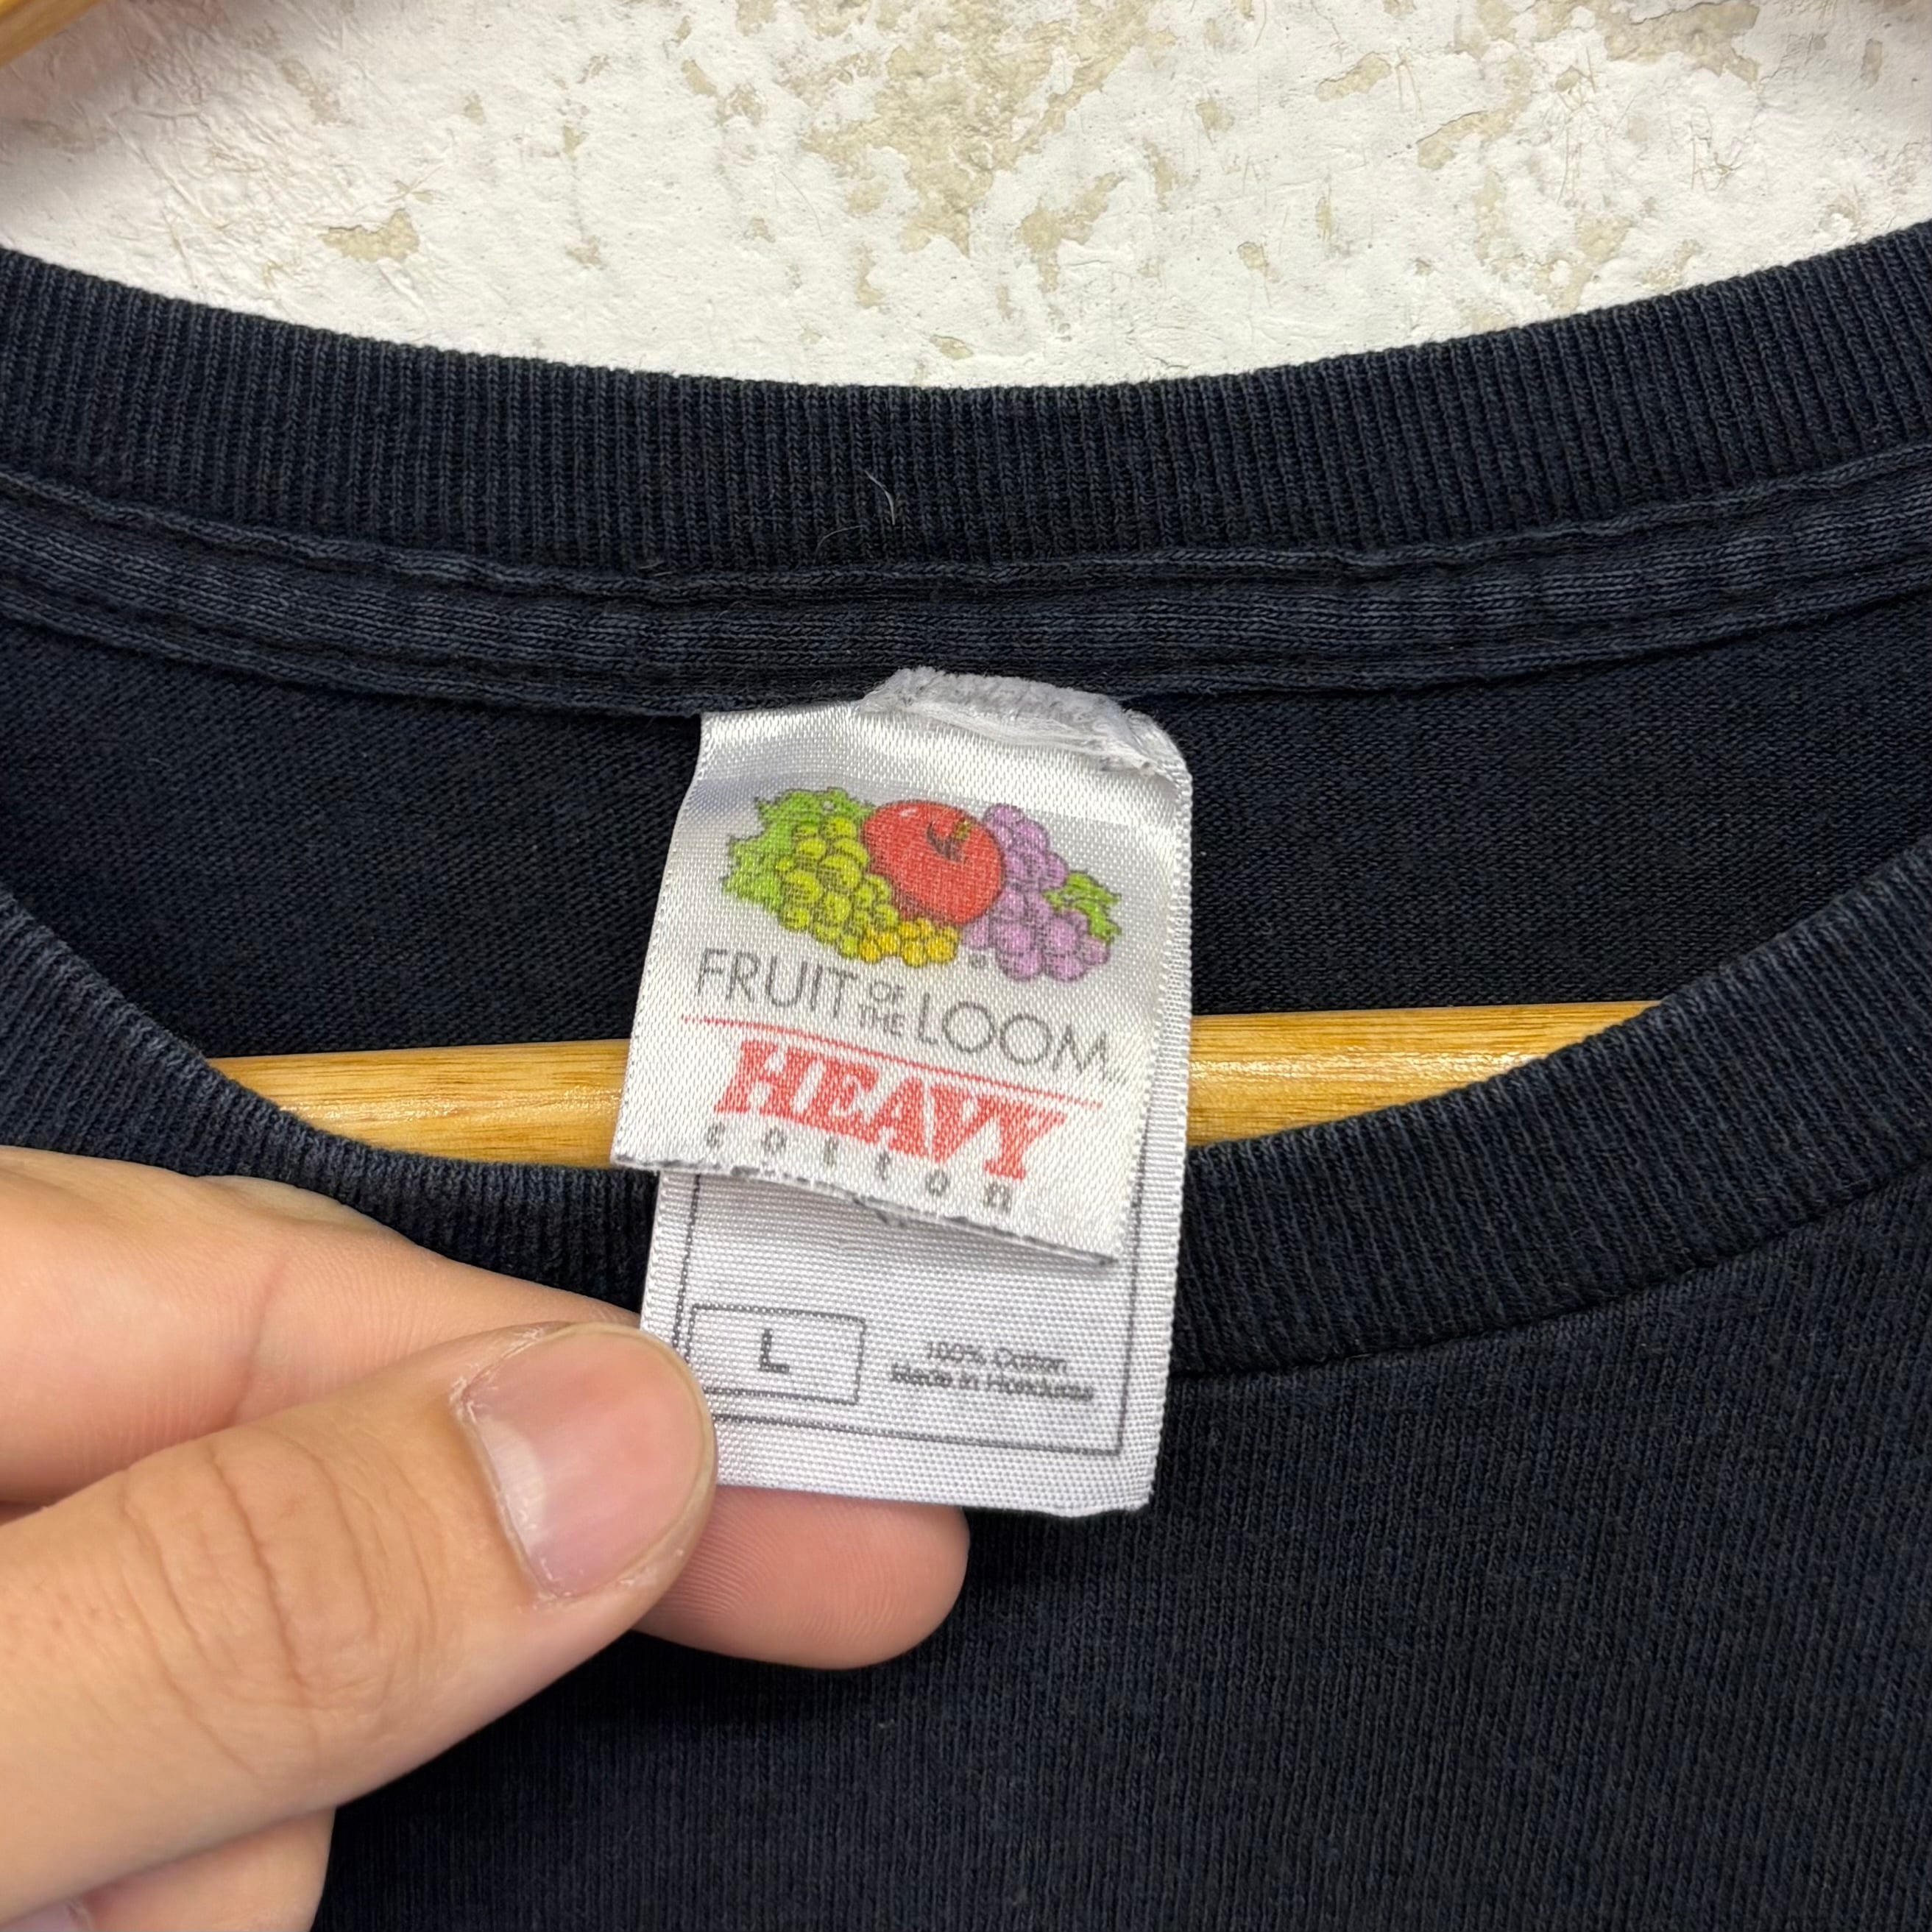 FRUIT OF THE LOOM
HEAVY
cotton
L
100% Cotton
Made in Honduras